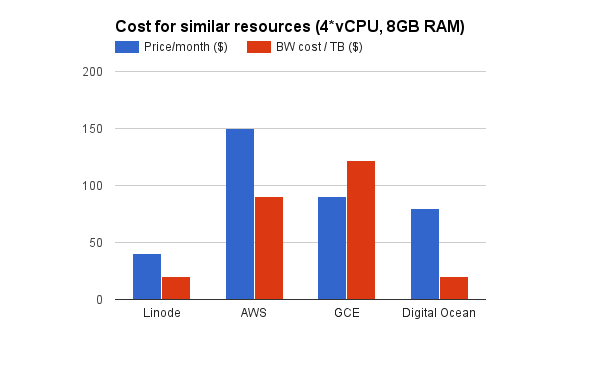 Cost for similar resources (4*vCPU, 8GB RAM)
Price/month ($) BW cost / TB ($)
200
150
100
50
0
Linode AWS GCE Digital Ocean